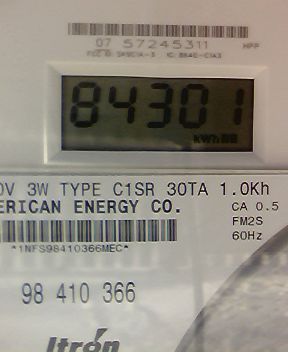 07 57245311 HPP
84301
kWh
0V 3W TYPE C1SR 30TA 1.0Kh
ERICAN ENERGY CO. CA 0.5
FM2S
60Hz
*1NFS98410366MEC*
98 410 366
Itron